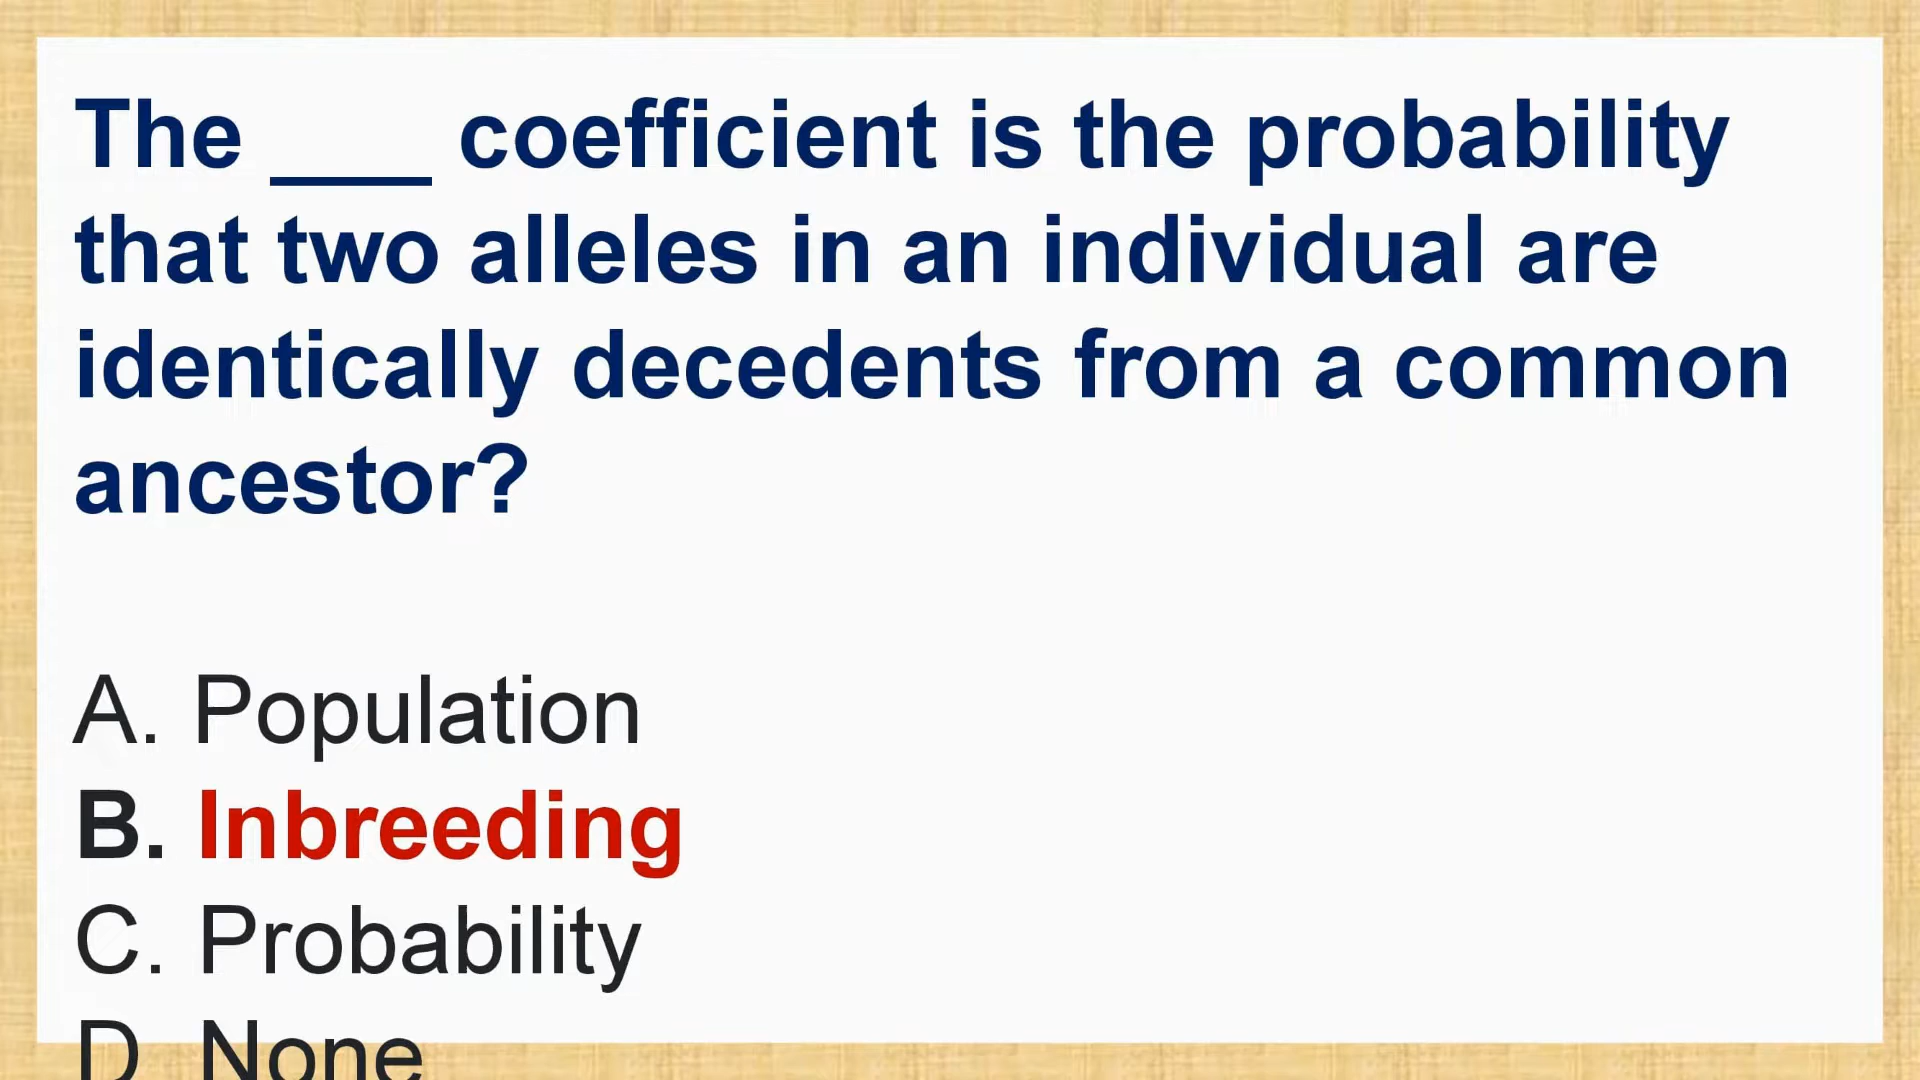 The ___ coefficient is the probability
that two alleles in an individual are
identically decedents from a common
ancestor?
A. Population
B. Inbreeding
C. Probability
D. None